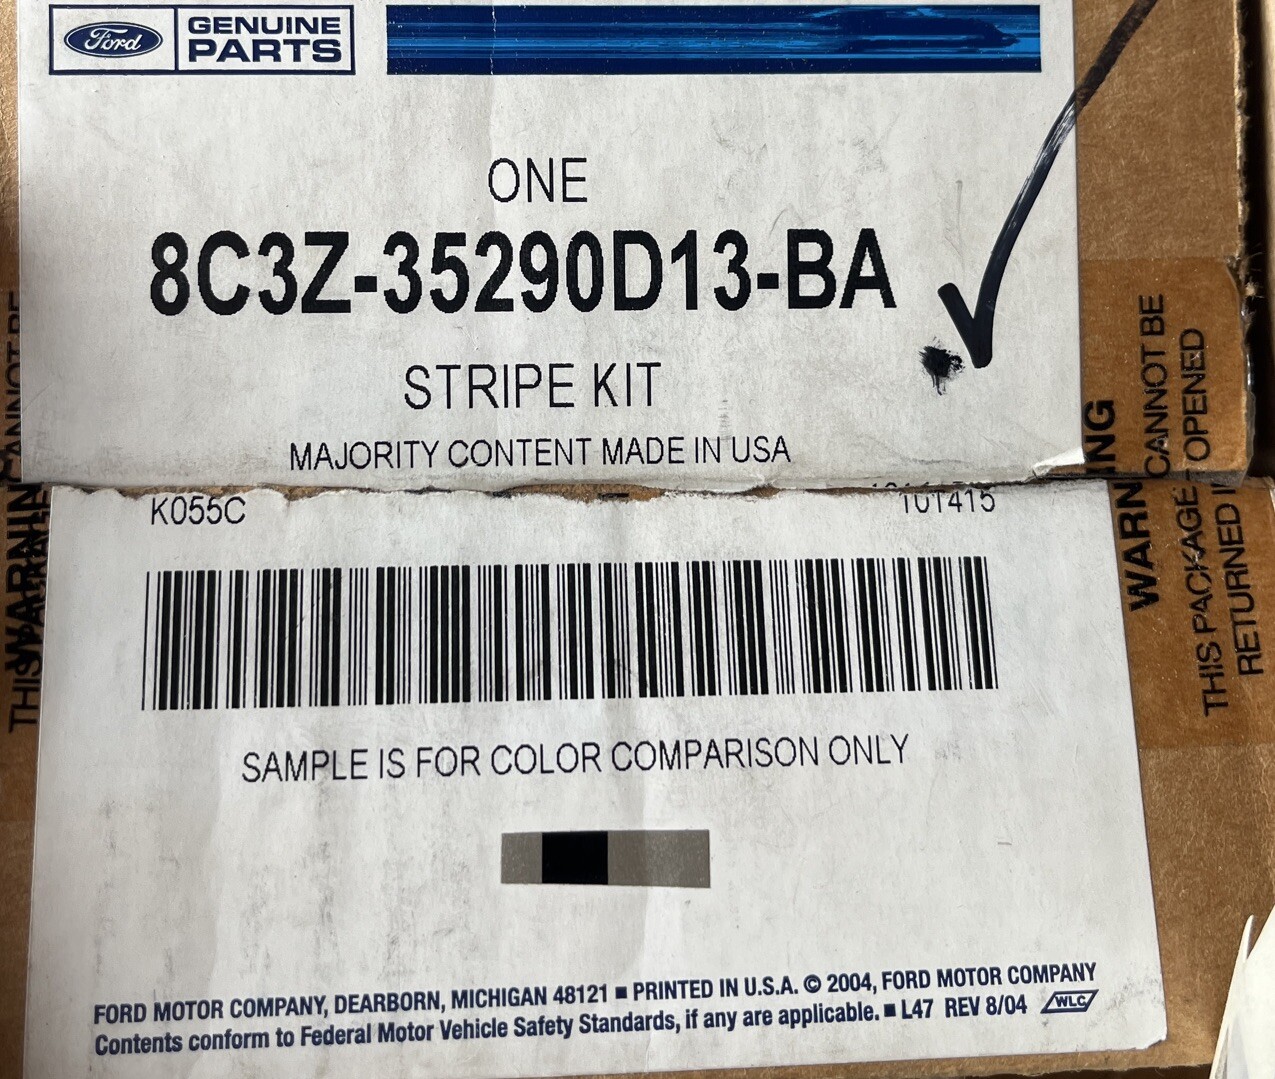 Ford
GENUINE
PARTS
ONE
8C3Z-35290D13-BA
STRIPE KIT
MAJORITY CONTENT MADE IN USA
K055C
101415
SAMPLE IS FOR COLOR COMPARISON ONLY
FORD MOTOR COMPANY, DEARBORN, MICHIGAN 48121 ■ PRINTED IN U.S.A. © 2004, FORD MOTOR COMPANY
Contents conform to Federal Motor Vehicle Safety Standards, if any are applicable. ■ L47 REV 8/04 WLC
WARNING
THIS PACKAGE CANNOT BE
RETURNED OPENED